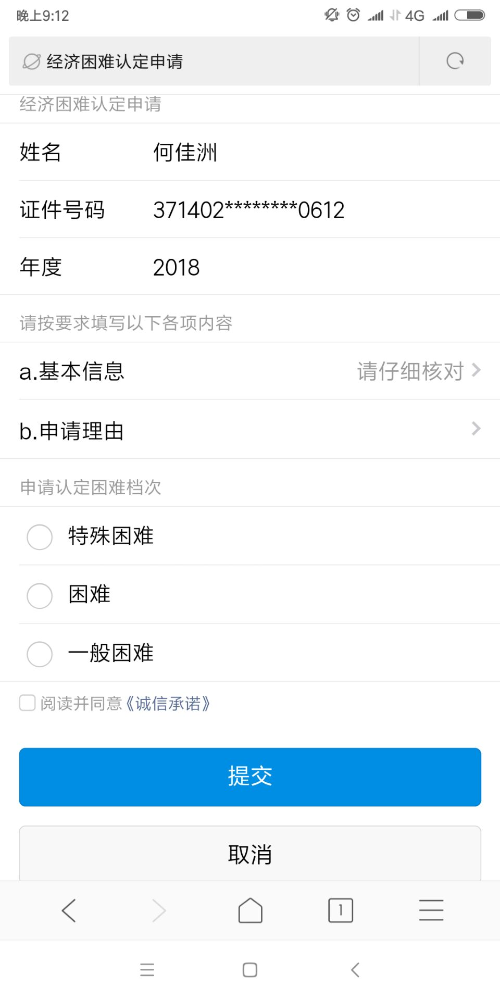 晚上9:12
4G
经济困难认定申请
经济困难认定申请
姓名 何佳洲
证件号码 371402********0612
年度 2018
请按要求填写以下各项内容
a.基本信息 请仔细核对
b.申请理由
申请认定困难档次
特殊困难
困难
一般困难
阅读并同意《诚信承诺》
提交
取消
1